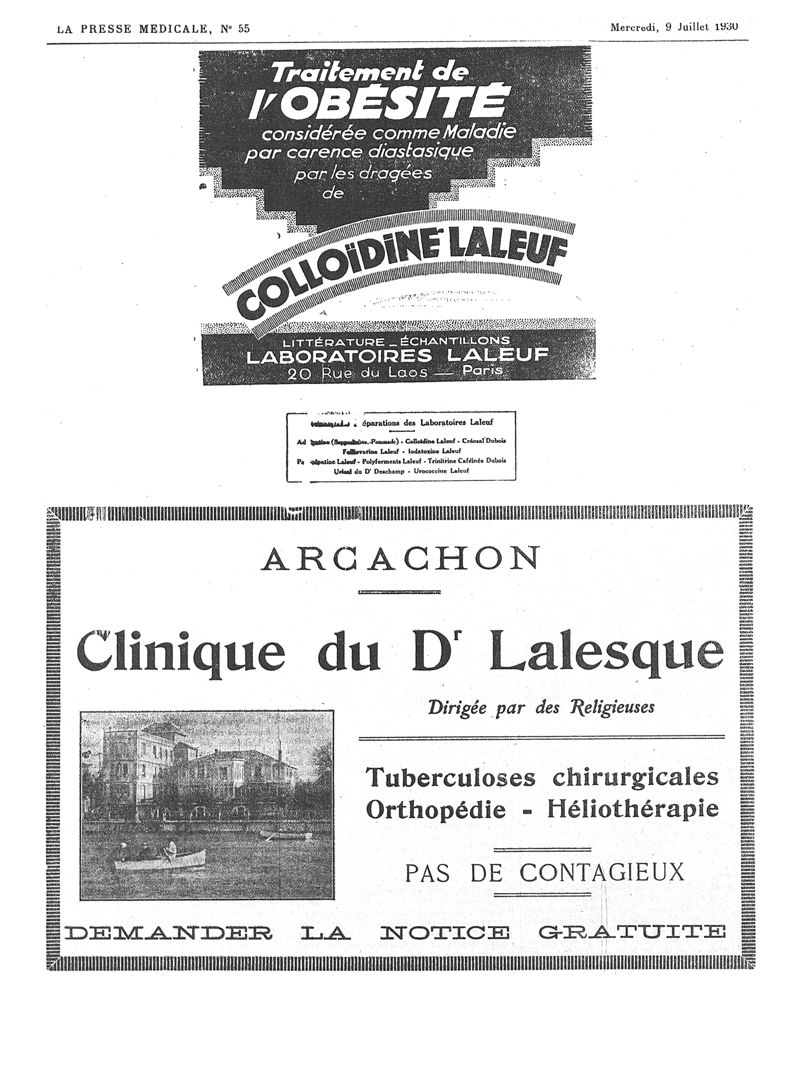 LA PRESSE MEDICALE, N° 55
Mercredi, 9 Juillet 1930
Traitement de
l'OBÉSITÉ
considérée comme Maladie
par carence diastasique
par les dragées
de
COLLOÏDINE LALEUF
LITTÉRATURE _ ÉCHANTILLONS
LABORATOIRES LALEUF
20 Rue du Laos — Paris
éparations des Laboratoires Laleuf
(Suppositoires, Pommade) - Colloïdine Laleuf - Créosal Dubois
Laleuf - Iodatoxine Laleuf
Laleuf - Polyferments Laleuf - Trinitrine Caféinée Dubois
du Dr Deschamp - Urococcine Laleuf
ARCACHON
Clinique du Dr Lalesque
Dirigée par des Religieuses
Tuberculoses chirurgicales
Orthopédie - Héliothérapie
PAS DE CONTAGIEUX
DEMANDER LA NOTICE GRATUITE